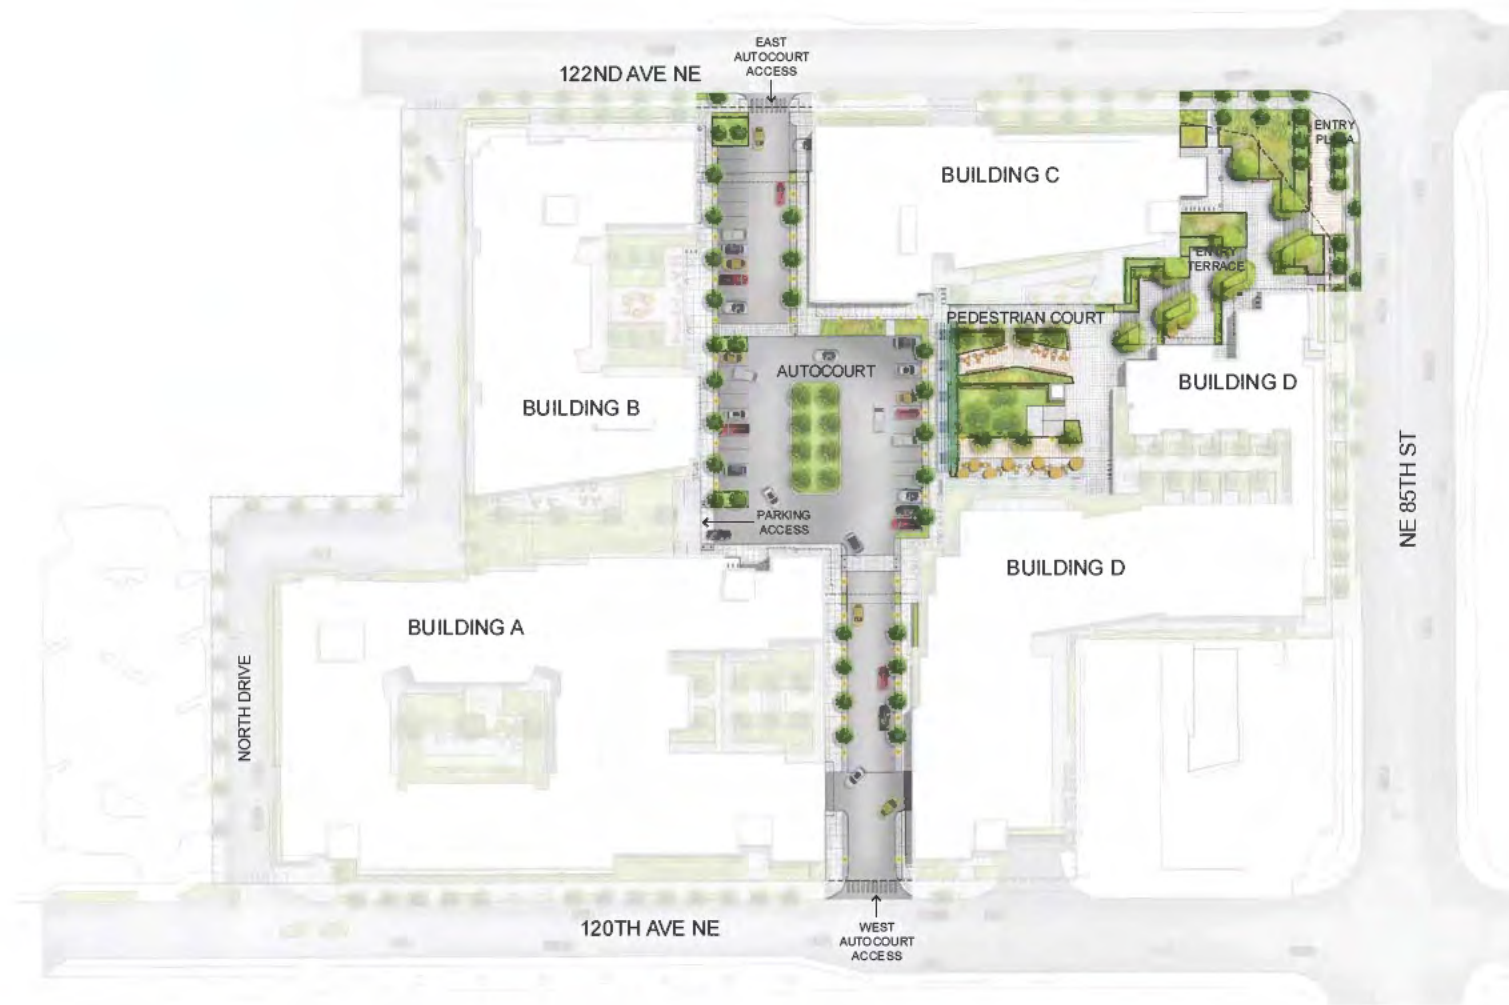 EAST
AUTOCOURT
ACCESS
122ND AVE NE
ENTRY
PLAZA
BUILDING C
ENTRY
TERRACE
PEDESTRIAN COURT
AUTOCOURT
BUILDING D
BUILDING B
NE 85TH ST
PARKING
ACCESS
BUILDING D
BUILDING A
NORTH DRIVE
120TH AVE NE
WEST
AUTOCOURT
ACCESS